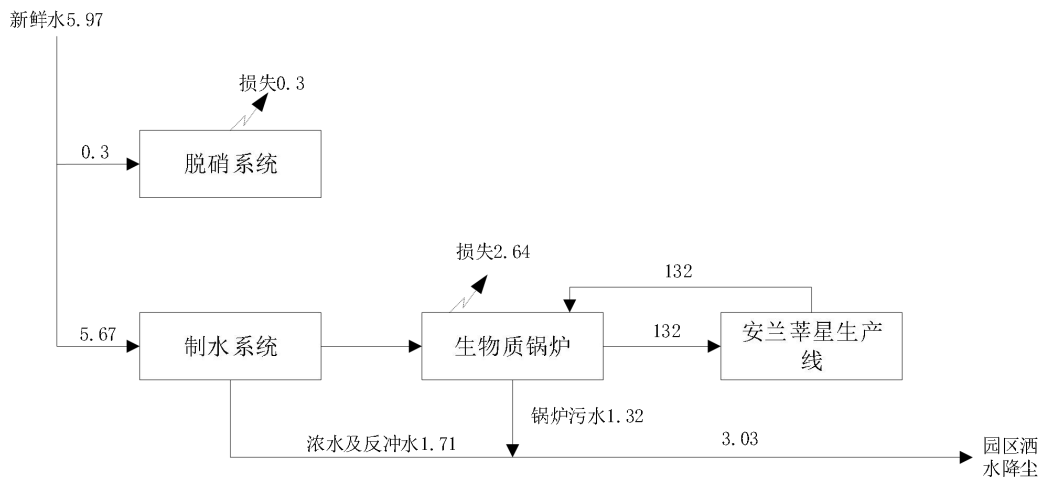 新鲜水5.97
损失0.3
0.3
脱硝系统
损失2.64
132
5.67
制水系统
生物质锅炉
132
安兰莘星生产
线
锅炉污水1.32
浓水及反冲水1.71
3.03
园区洒
水降尘